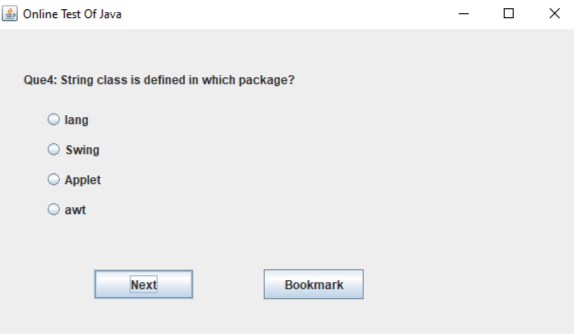 Online Test Of Java
Que4: String class is defined in which package?
lang
Swing
Applet
awt
Next
Bookmark